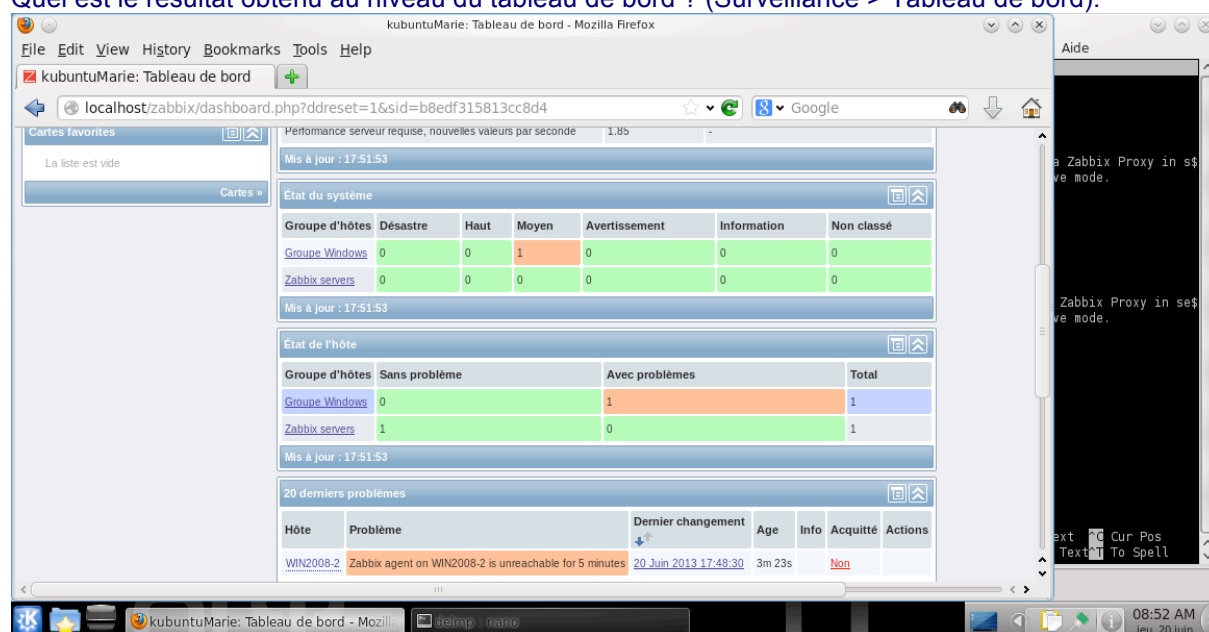 Quel est le résultat obtenu au niveau du tableau de bord ? (Surveillance > Tableau de bord).
kubuntuMarie: Tableau de bord - Mozilla Firefox
File Edit View History Bookmarks Tools Help
Aide
kubuntuMarie: Tableau de bord
localhost/zabbix/dashboard.php?ddreset=1&sid=b8edf315813cc8d4
Google
Cartes favorites
La liste est vide
Cartes »
Performance serveur requise, nouvelles valeurs par seconde 1.85 -
Mis à jour : 17:51:53
a Zabbix Proxy in s$
ve mode.
État du système
Groupe d'hôtes Désastre Haut Moyen Avertissement Information Non classé
Groupe Windows 0 0 1 0 0 0
Zabbix servers 0 0 0 0 0 0
Mis à jour : 17:51:53
Zabbix Proxy in se$
ve mode.
État de l'hôte
Groupe d'hôtes Sans problème Avec problèmes Total
Groupe Windows 0 1 1
Zabbix servers 1 0 1
Mis à jour : 17:51:53
20 derniers problèmes
Hôte Problème Dernier changement Age Info Acquitté Actions
WIN2008-2 Zabbix agent on WIN2008-2 is unreachable for 5 minutes 20 Juin 2013 17:48:30 3m 23s Non
ext ^C Cur Pos
Text ^T To Spell
kubuntuMarie: Tableau de bord - Mozill
delmp : nano
08:52 AM
jeu. 20 juin